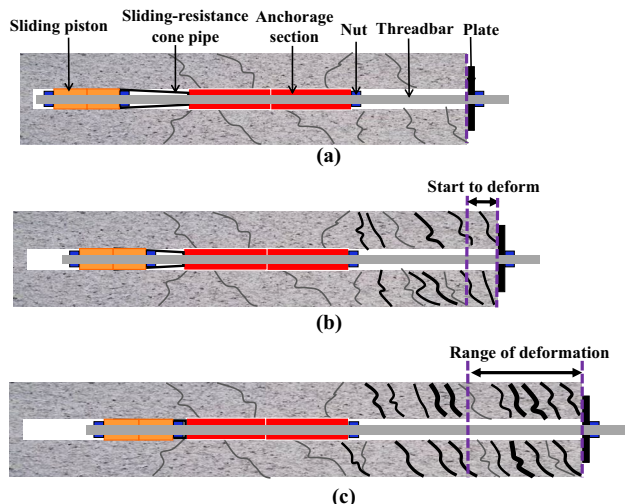 Sliding-resistance
cone pipe
Anchorage
section
Sliding piston
Nut
Threadbar
Plate
(a)
Start to deform
(b)
Range of deformation
(c)